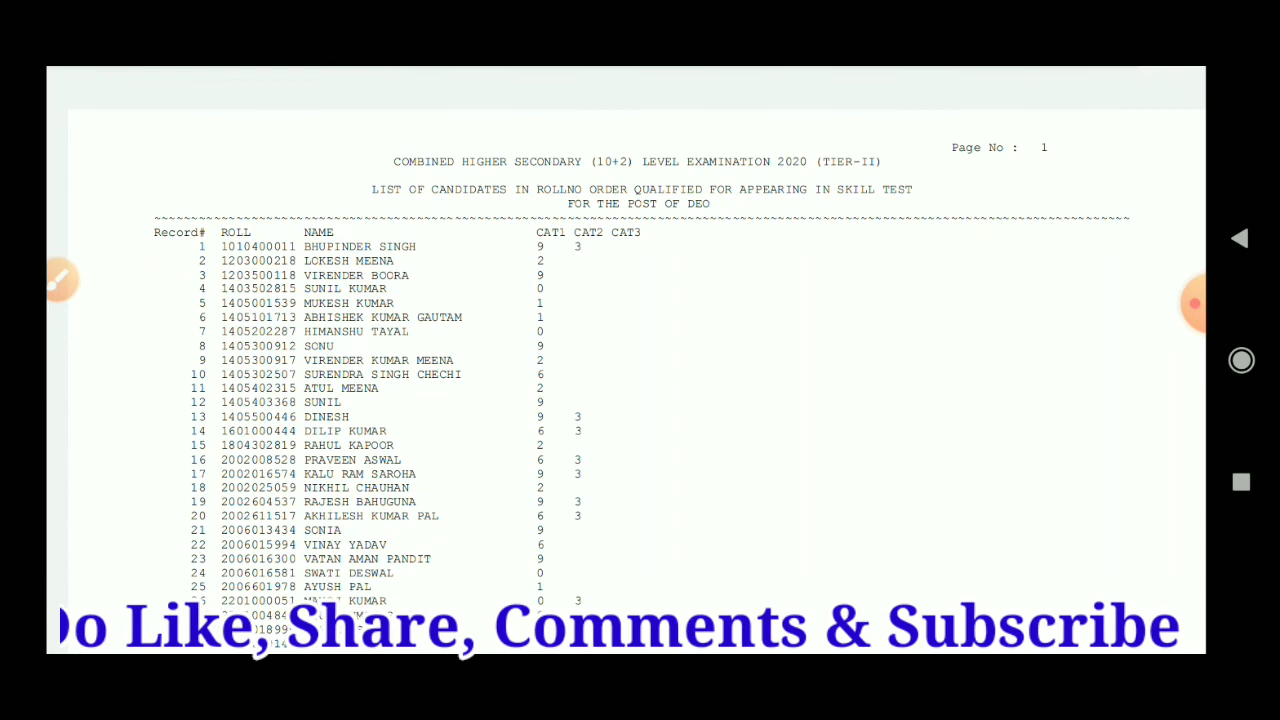 Page No : 1
COMBINED HIGHER SECONDARY (10+2) LEVEL EXAMINATION 2020 (TIER-II)
LIST OF CANDIDATES IN ROLLNO ORDER QUALIFIED FOR APPEARING IN SKILL TEST
FOR THE POST OF DEO
Record# ROLL NAME CAT1 CAT2 CAT3
1 1010400011 BHUPINDER SINGH 9 3
2 1203000218 LOKESH MEENA 2
3 1203500118 VIRENDER BOORA 9
4 1403502815 SUNIL KUMAR 0
5 1405001539 MUKESH KUMAR 1
6 1405101713 ABHISHEK KUMAR GAUTAM 1
7 1405202287 HIMANSHU TAYAL 0
8 1405300912 SONU 9
9 1405300917 VIRENDER KUMAR MEENA 2
10 1405302507 SURENDRA SINGH CHECHI 6
11 1405402315 ATUL MEENA 2
12 1405403368 SUNIL 9
13 1405500446 DINESH 9 3
14 1601000444 DILIP KUMAR 6 3
15 1804302819 RAHUL KAPOOR 2
16 2002008528 PRAVEEN ASWAL 6 3
17 2002016574 KALU RAM SAROHA 9 3
18 2002025059 NIKHIL CHAUHAN 2
19 2002604537 RAJESH BAHUGUNA 9 3
20 2002611517 AKHILESH KUMAR PAL 6 3
21 2006013434 SONIA 9
22 2006015994 VINAY YADAV 6
23 2006016300 VATAN AMAN PANDIT 9
24 2006016581 SWATI DESWAL 0
25 2006601978 AYUSH PAL 1
2201000051 KUMAR 0 3
Do Like, Share, Comments & Subscribe